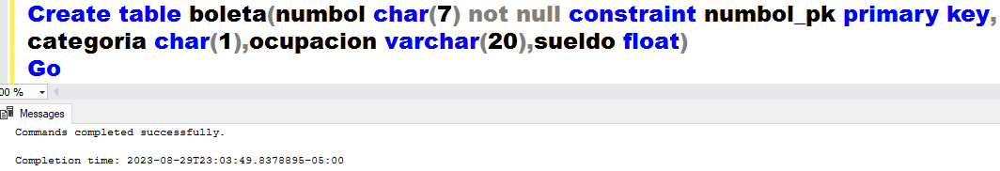 Create table boleta(numbol char(7) not null constraint numbol_pk primary key,
categoria char(1),ocupacion varchar(20),sueldo float)
Go
00 %
Messages
Commands completed successfully.
Completion time: 2023-08-29T23:03:49.8378895-05:00